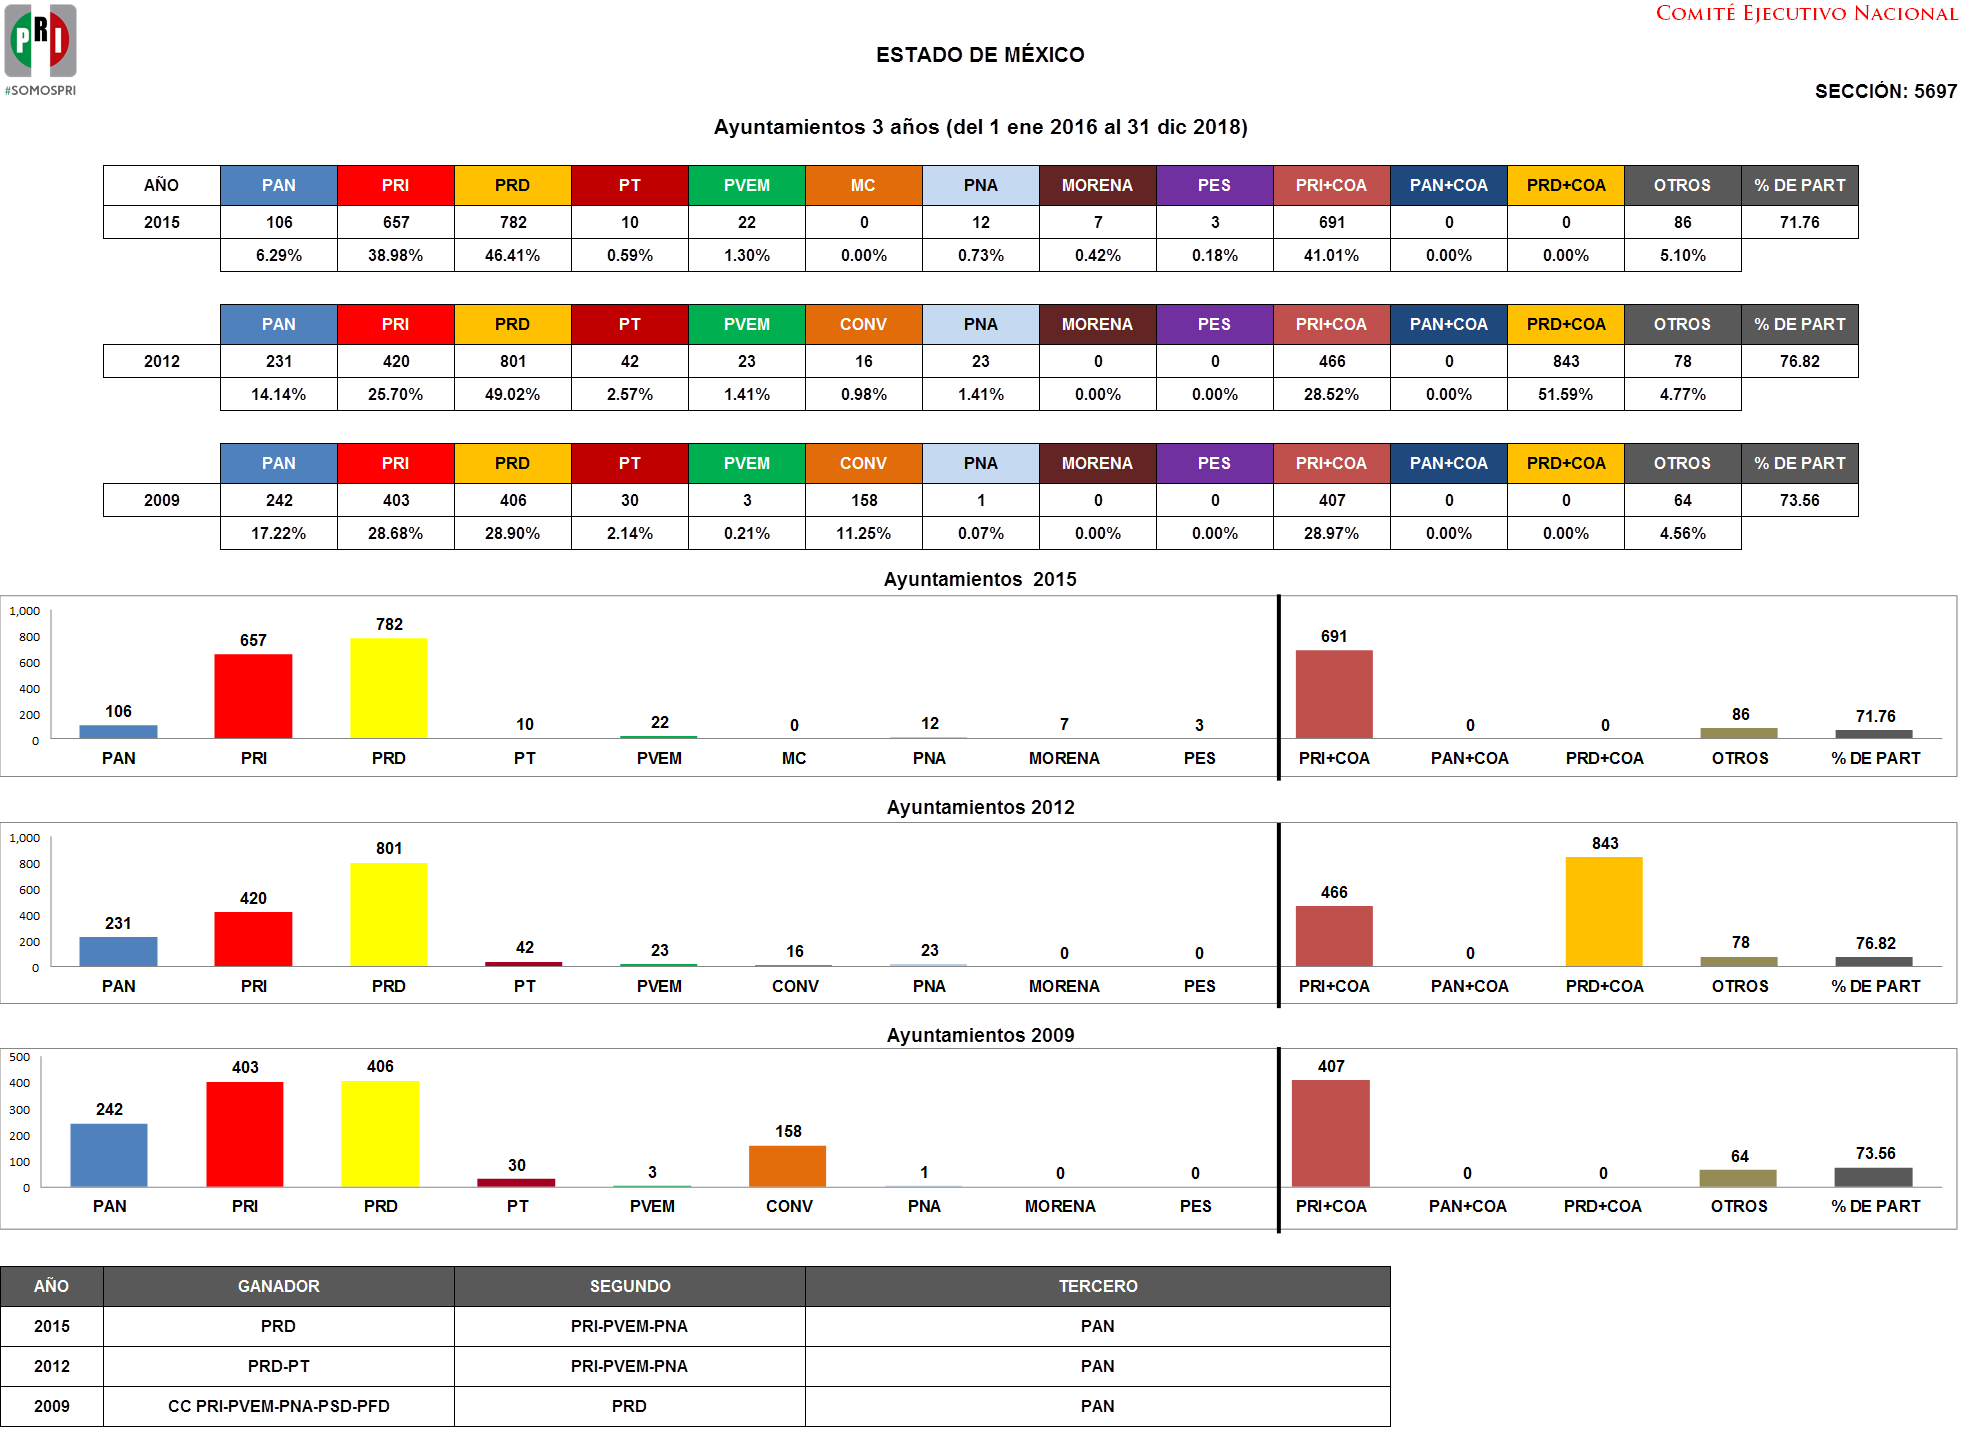 PRI
#SOMOSPRI
COMITÉ EJECUTIVO NACIONAL
ESTADO DE MÉXICO
SECCIÓN: 5697
Ayuntamientos 3 años (del 1 ene 2016 al 31 dic 2018)
AÑO PAN PRI PRD PT PVEM MC PNA MORENA PES PRI+COA PAN+COA PRD+COA OTROS % DE PART
2015 106 657 782 10 22 0 12 7 3 691 0 0 86 71.76
6.29% 38.98% 46.41% 0.59% 1.30% 0.00% 0.73% 0.42% 0.18% 41.01% 0.00% 0.00% 5.10%
PAN PRI PRD PT PVEM CONV PNA MORENA PES PRI+COA PAN+COA PRD+COA OTROS % DE PART
2012 231 420 801 42 23 16 23 0 0 466 0 843 78 76.82
14.14% 25.70% 49.02% 2.57% 1.41% 0.98% 1.41% 0.00% 0.00% 28.52% 0.00% 51.59% 4.77%
PAN PRI PRD PT PVEM CONV PNA MORENA PES PRI+COA PAN+COA PRD+COA OTROS % DE PART
2009 242 403 406 30 3 158 1 0 0 407 0 0 64 73.56
17.22% 28.68% 28.90% 2.14% 0.21% 11.25% 0.07% 0.00% 0.00% 28.97% 0.00% 0.00% 4.56%
Ayuntamientos 2015
1,000
800
600
400
200
0
106 657 782 10 22 0 12 7 3 691 0 0 86 71.76
PAN PRI PRD PT PVEM MC PNA MORENA PES PRI+COA PAN+COA PRD+COA OTROS % DE PART
Ayuntamientos 2012
1,000
800
600
400
200
0
231 420 801 42 23 16 23 0 0 466 0 843 78 76.82
PAN PRI PRD PT PVEM CONV PNA MORENA PES PRI+COA PAN+COA PRD+COA OTROS % DE PART
Ayuntamientos 2009
500
400
300
200
100
0
242 403 406 30 3 158 1 0 0 407 0 0 64 73.56
PAN PRI PRD PT PVEM CONV PNA MORENA PES PRI+COA PAN+COA PRD+COA OTROS % DE PART
AÑO GANADOR SEGUNDO TERCERO
2015 PRD PRI-PVEM-PNA PAN
2012 PRD-PT PRI-PVEM-PNA PAN
2009 CC PRI-PVEM-PNA-PSD-PFD PRD PAN